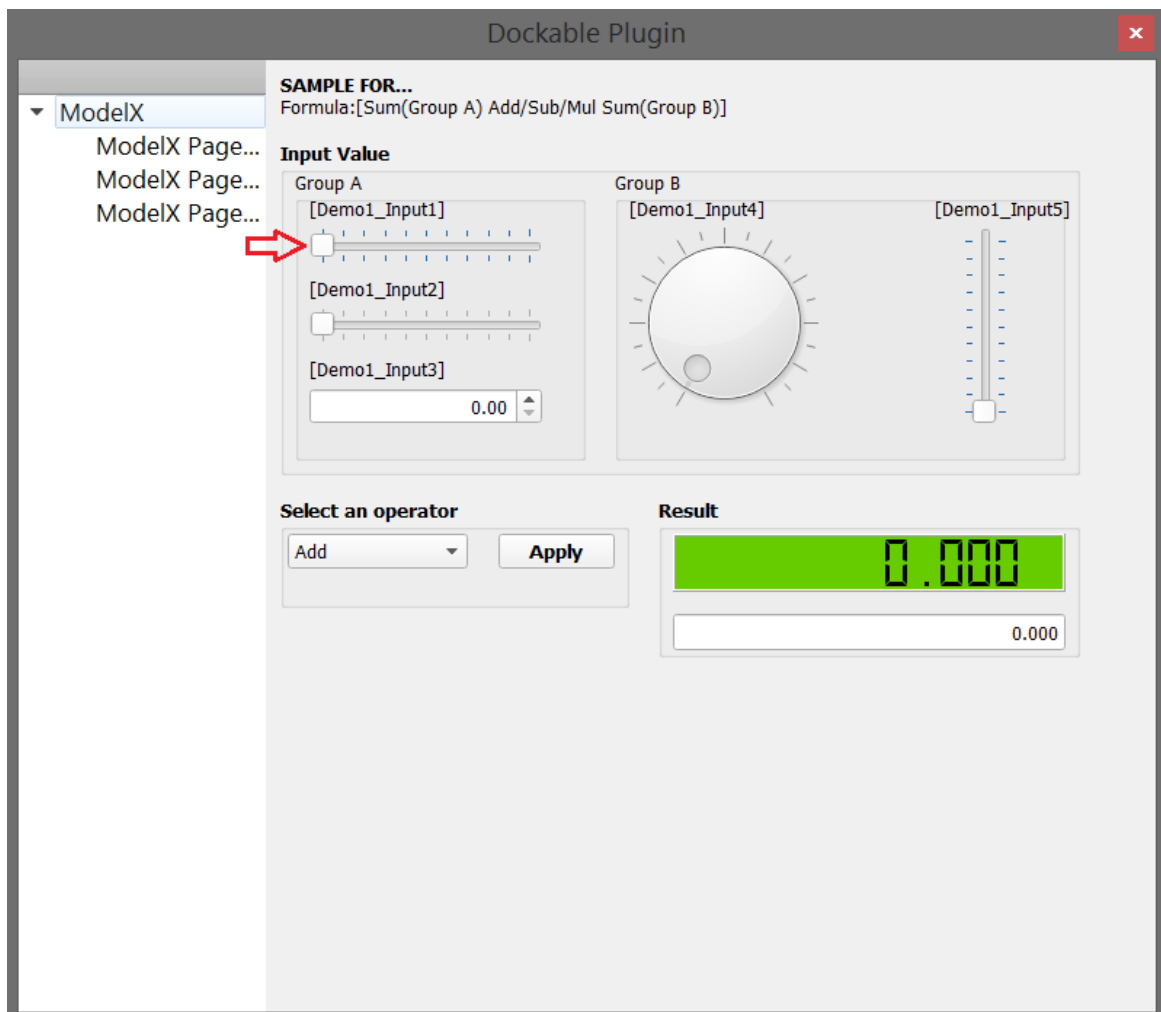 Dockable Plugin
ModelX
ModelX Page...
ModelX Page...
ModelX Page...
SAMPLE FOR...
Formula:[Sum(Group A) Add/Sub/Mul Sum(Group B)]
Input Value
Group A
[Demo1_Input1]
[Demo1_Input2]
[Demo1_Input3]
0.00
Group B
[Demo1_Input4]
[Demo1_Input5]
Select an operator
Add
Apply
Result
0.000
0.000